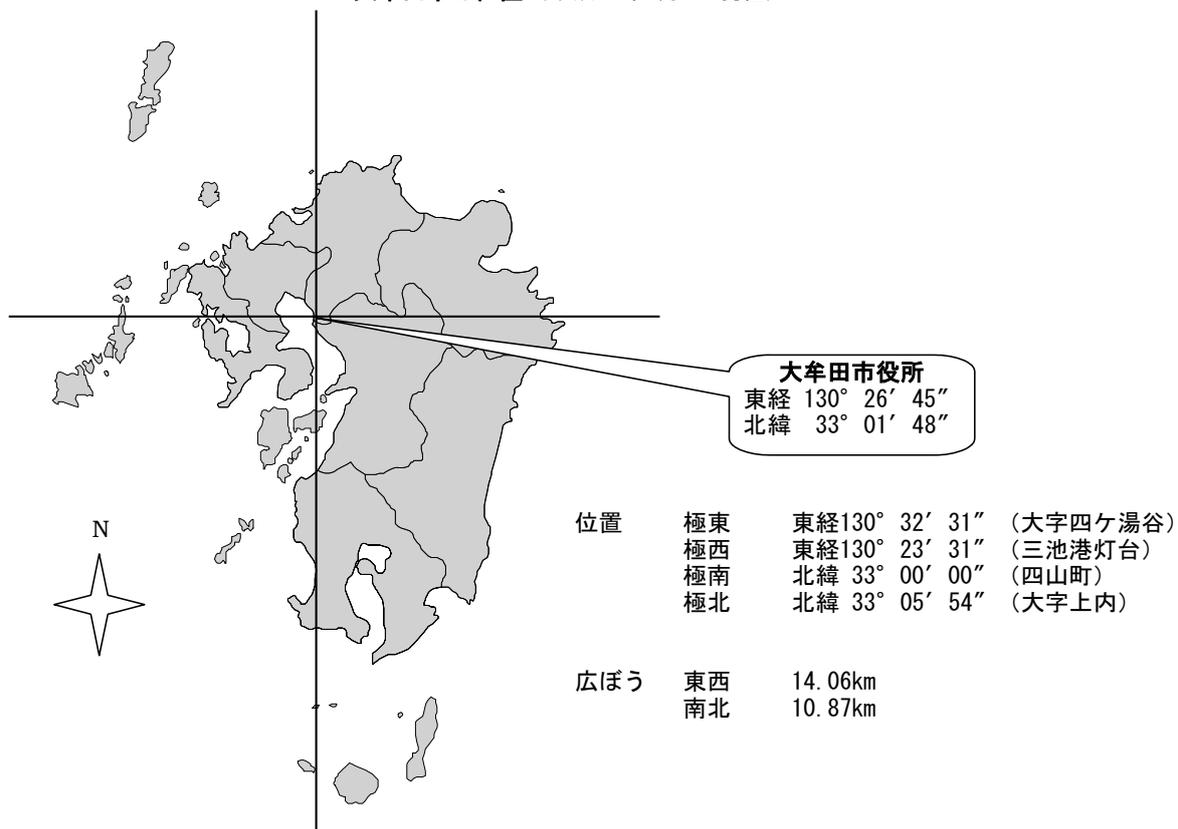 大牟田市役所
東経 130° 26′ 45″
北緯 33° 01′ 48″
N
位置 極東 東経130° 32′ 31″ (大字四ケ湯谷)
極西 東経130° 23′ 31″ (三池港灯台)
極南 北緯 33° 00′ 00″ (四山町)
極北 北緯 33° 05′ 54″ (大字上内)
広ぼう 東西 14.06km
南北 10.87km